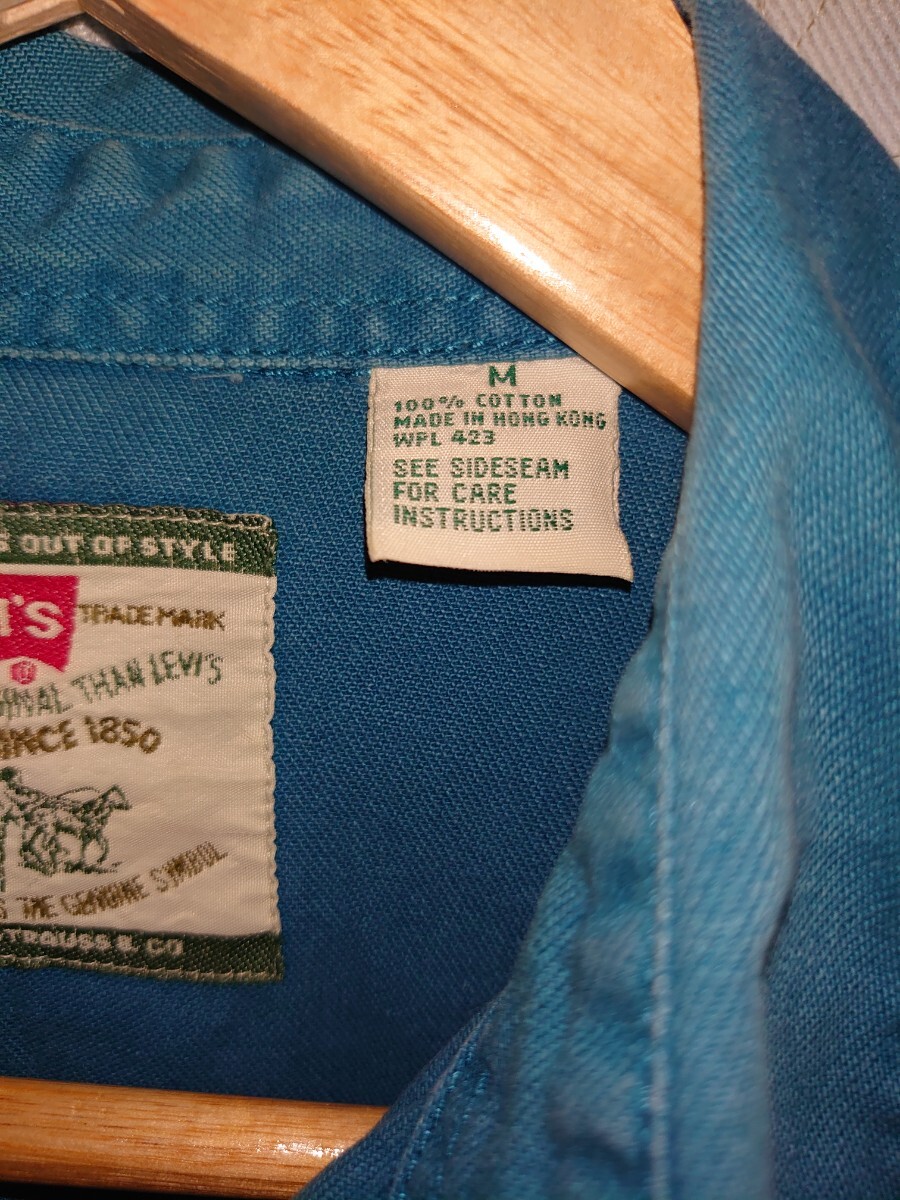 M
100% COTTON
MADE IN HONG KONG
WPL 423
SEE SIDESEAM
FOR CARE
INSTRUCTIONS
OUT OF STYLE
'S TRADE MARK
®
THAN LEVI'S
SINCE 1850
THE GENUINE SYMBOL
STRAUSS & CO